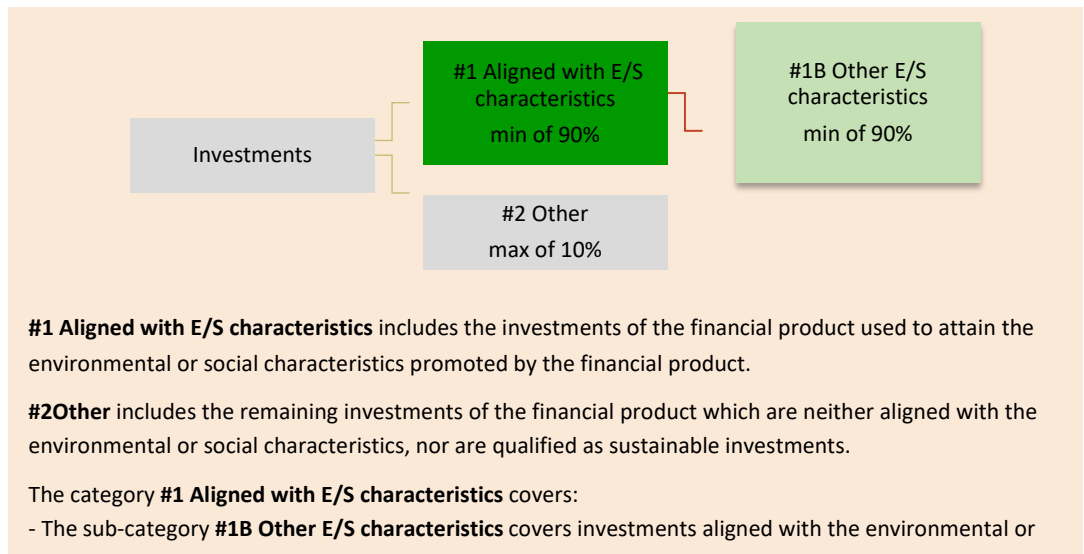 #1 Aligned with E/S
characteristics
min of 90%
#1B Other E/S
characteristics
min of 90%
Investments
#2 Other
max of 10%
#1 Aligned with E/S characteristics includes the investments of the financial product used to attain the
environmental or social characteristics promoted by the financial product.
#2Other includes the remaining investments of the financial product which are neither aligned with the
environmental or social characteristics, nor are qualified as sustainable investments.
The category #1 Aligned with E/S characteristics covers:
- The sub-category #1B Other E/S characteristics covers investments aligned with the environmental or